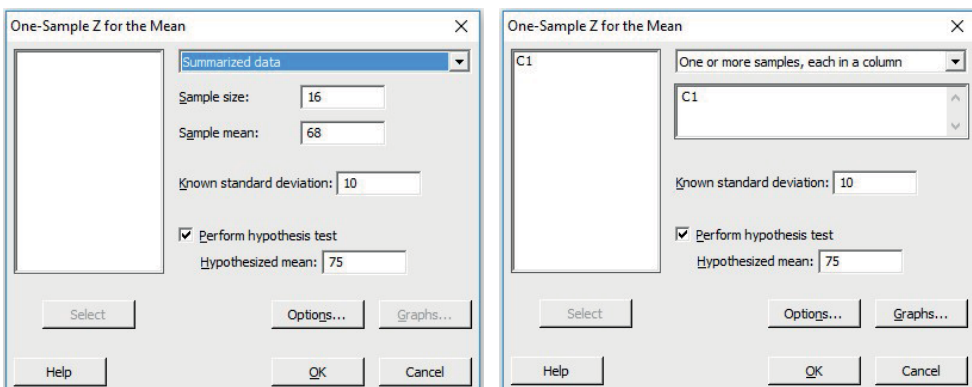 One-Sample Z for the Mean
Summarized data
Sample size: 16
Sample mean: 68
Known standard deviation: 10
Perform hypothesis test
Hypothesized mean: 75
Select Options... Graphs...
Help OK Cancel
One-Sample Z for the Mean
C1
One or more samples, each in a column
C1
Known standard deviation: 10
Perform hypothesis test
Hypothesized mean: 75
Select Options... Graphs...
Help OK Cancel